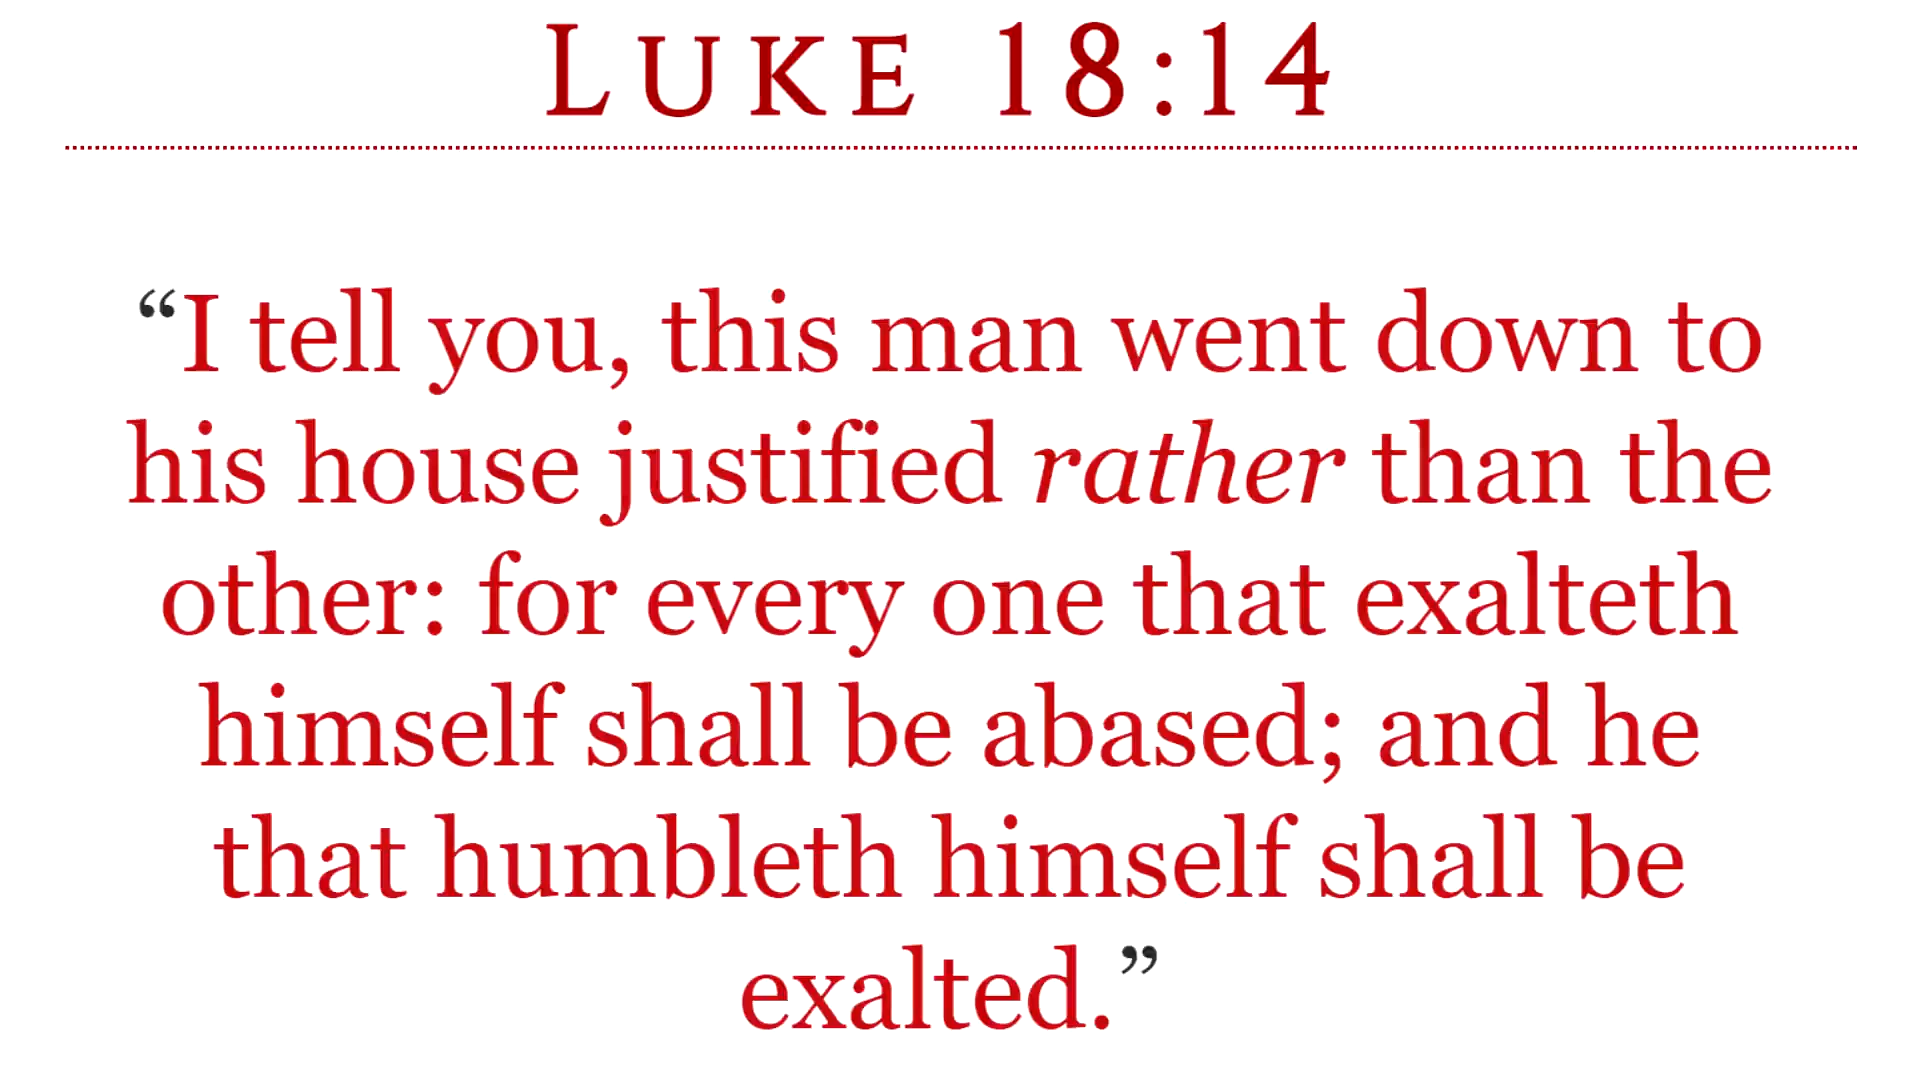 LUKE 18:14
“I tell you, this man went down to
his house justified rather than the
other: for every one that exalteth
himself shall be abased; and he
that humbleth himself shall be
exalted.”